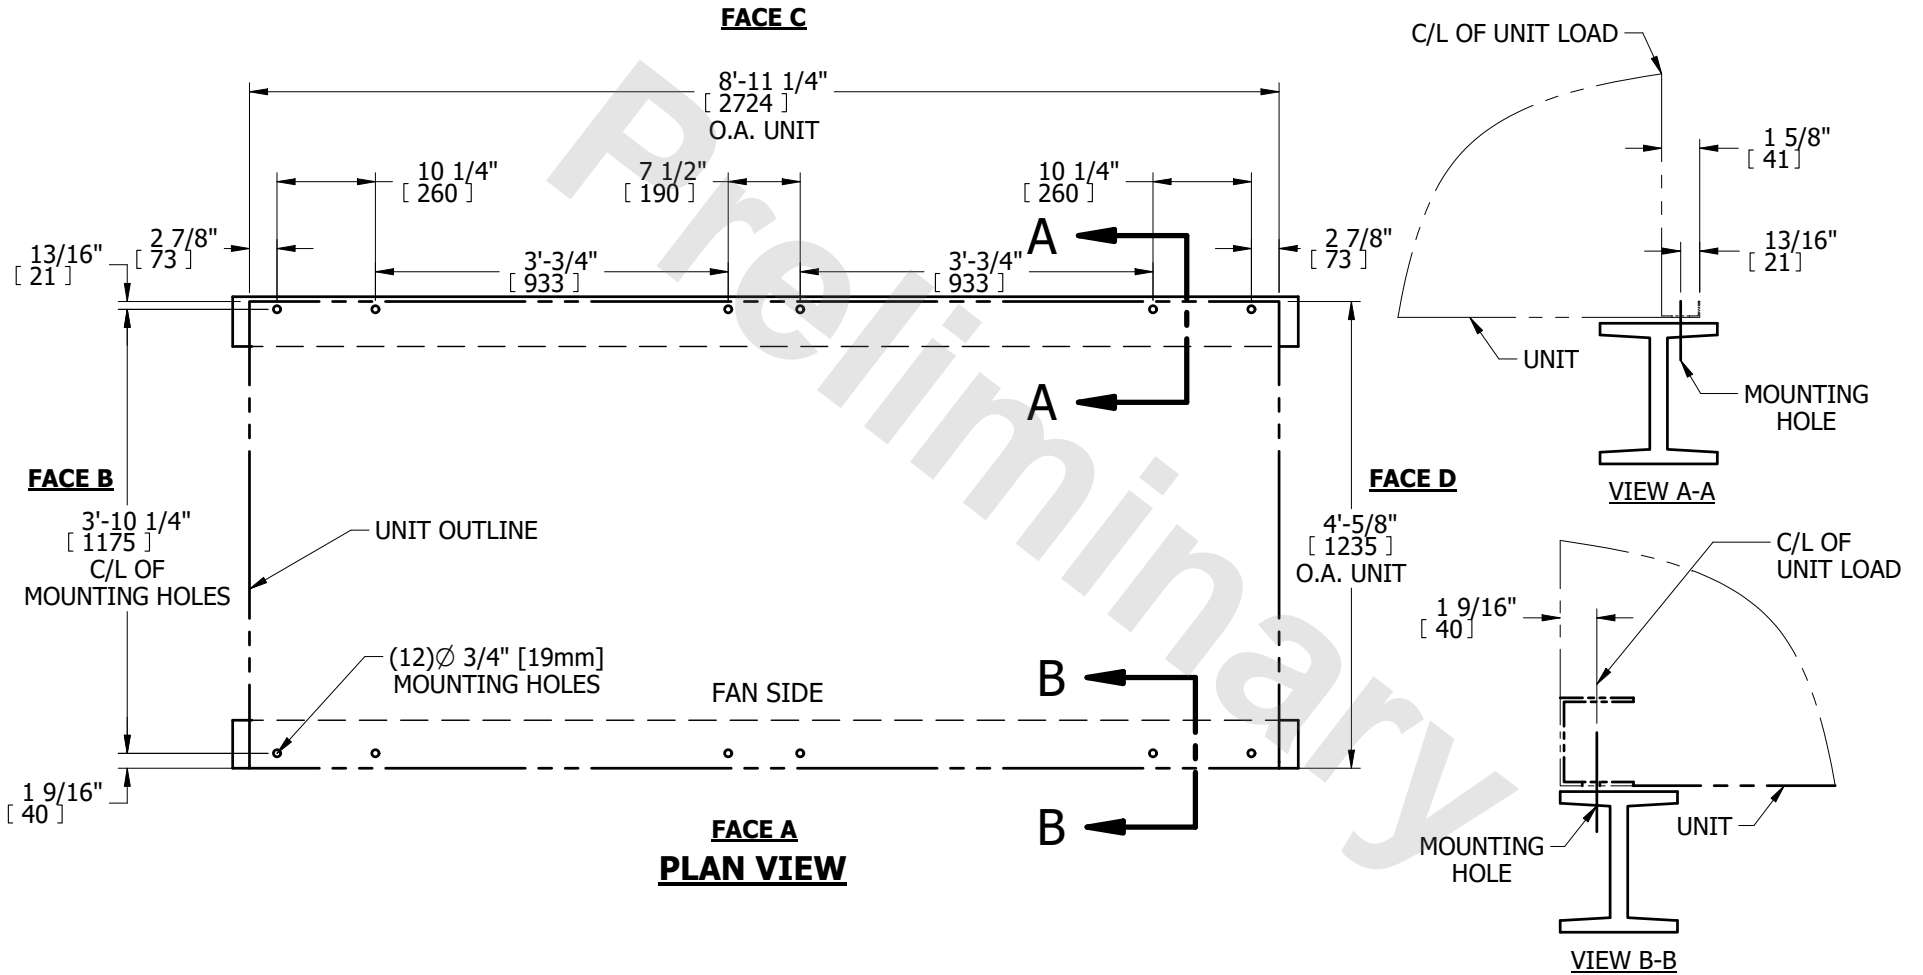 FACE C
8'-11 1/4"
[ 2724 ]
O.A. UNIT
10 1/4"
[ 260 ]
7 1/2"
[ 190 ]
10 1/4"
[ 260 ]
13/16"
[ 21 ]
2 7/8"
[ 73 ]
3'-3/4"
[ 933 ]
3'-3/4"
[ 933 ]
A
2 7/8"
[ 73 ]
A
FACE B
3'-10 1/4"
[ 1175 ]
C/L OF
MOUNTING HOLES
UNIT OUTLINE
FACE D
4'-5/8"
[ 1235 ]
O.A. UNIT
(12)Ø 3/4" [19mm]
MOUNTING HOLES
FAN SIDE
B
B
1 9/16"
[ 40 ]
FACE A
PLAN VIEW
C/L OF UNIT LOAD
1 5/8"
[ 41 ]
13/16"
[ 21 ]
UNIT
MOUNTING
HOLE
VIEW A-A
C/L OF
UNIT LOAD
1 9/16"
[ 40 ]
UNIT
MOUNTING
HOLE
VIEW B-B
Preliminary